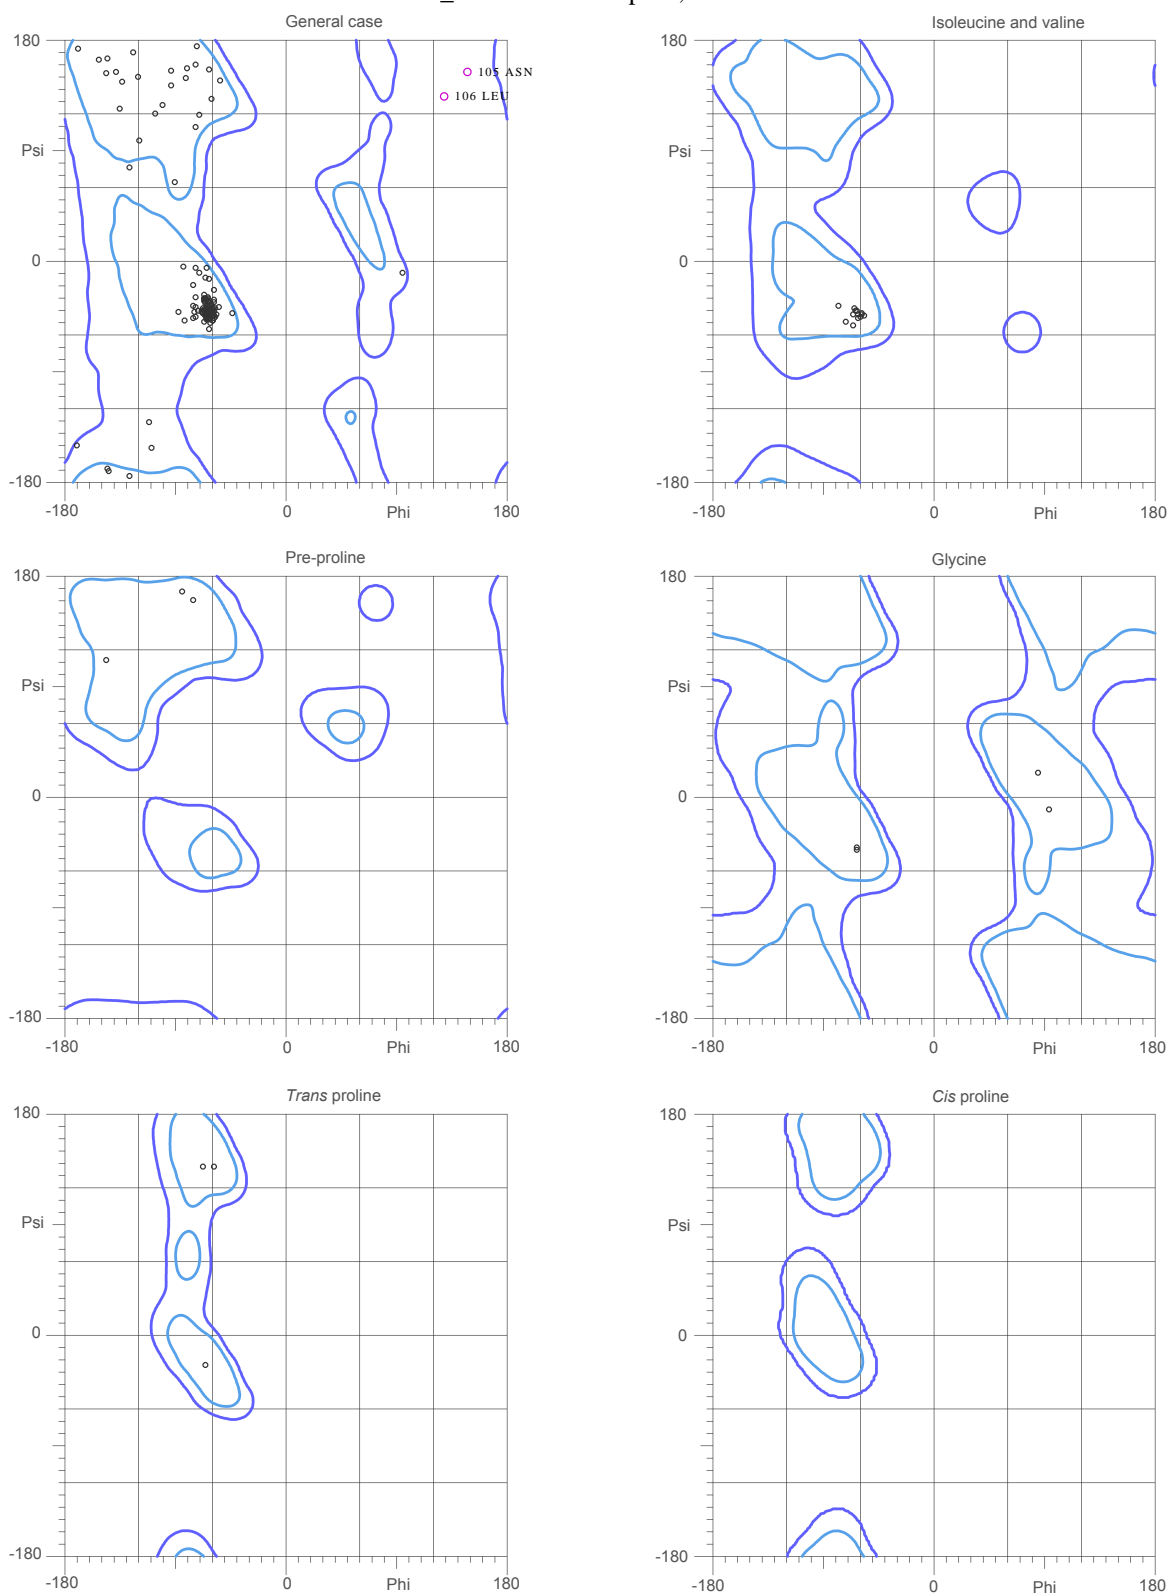 General case
Isoleucine and valine
180
Psi
0
-180
-180
0
Phi
180
105 ASN
106 LEU
180
Psi
0
-180
-180
0
Phi
180
Pre-proline
Glycine
180
Psi
0
-180
-180
0
Phi
180
180
Psi
0
-180
-180
0
Phi
180
Trans proline
Cis proline
180
Psi
0
-180
-180
0
Phi
180
180
Psi
0
-180
-180
0
Phi
180